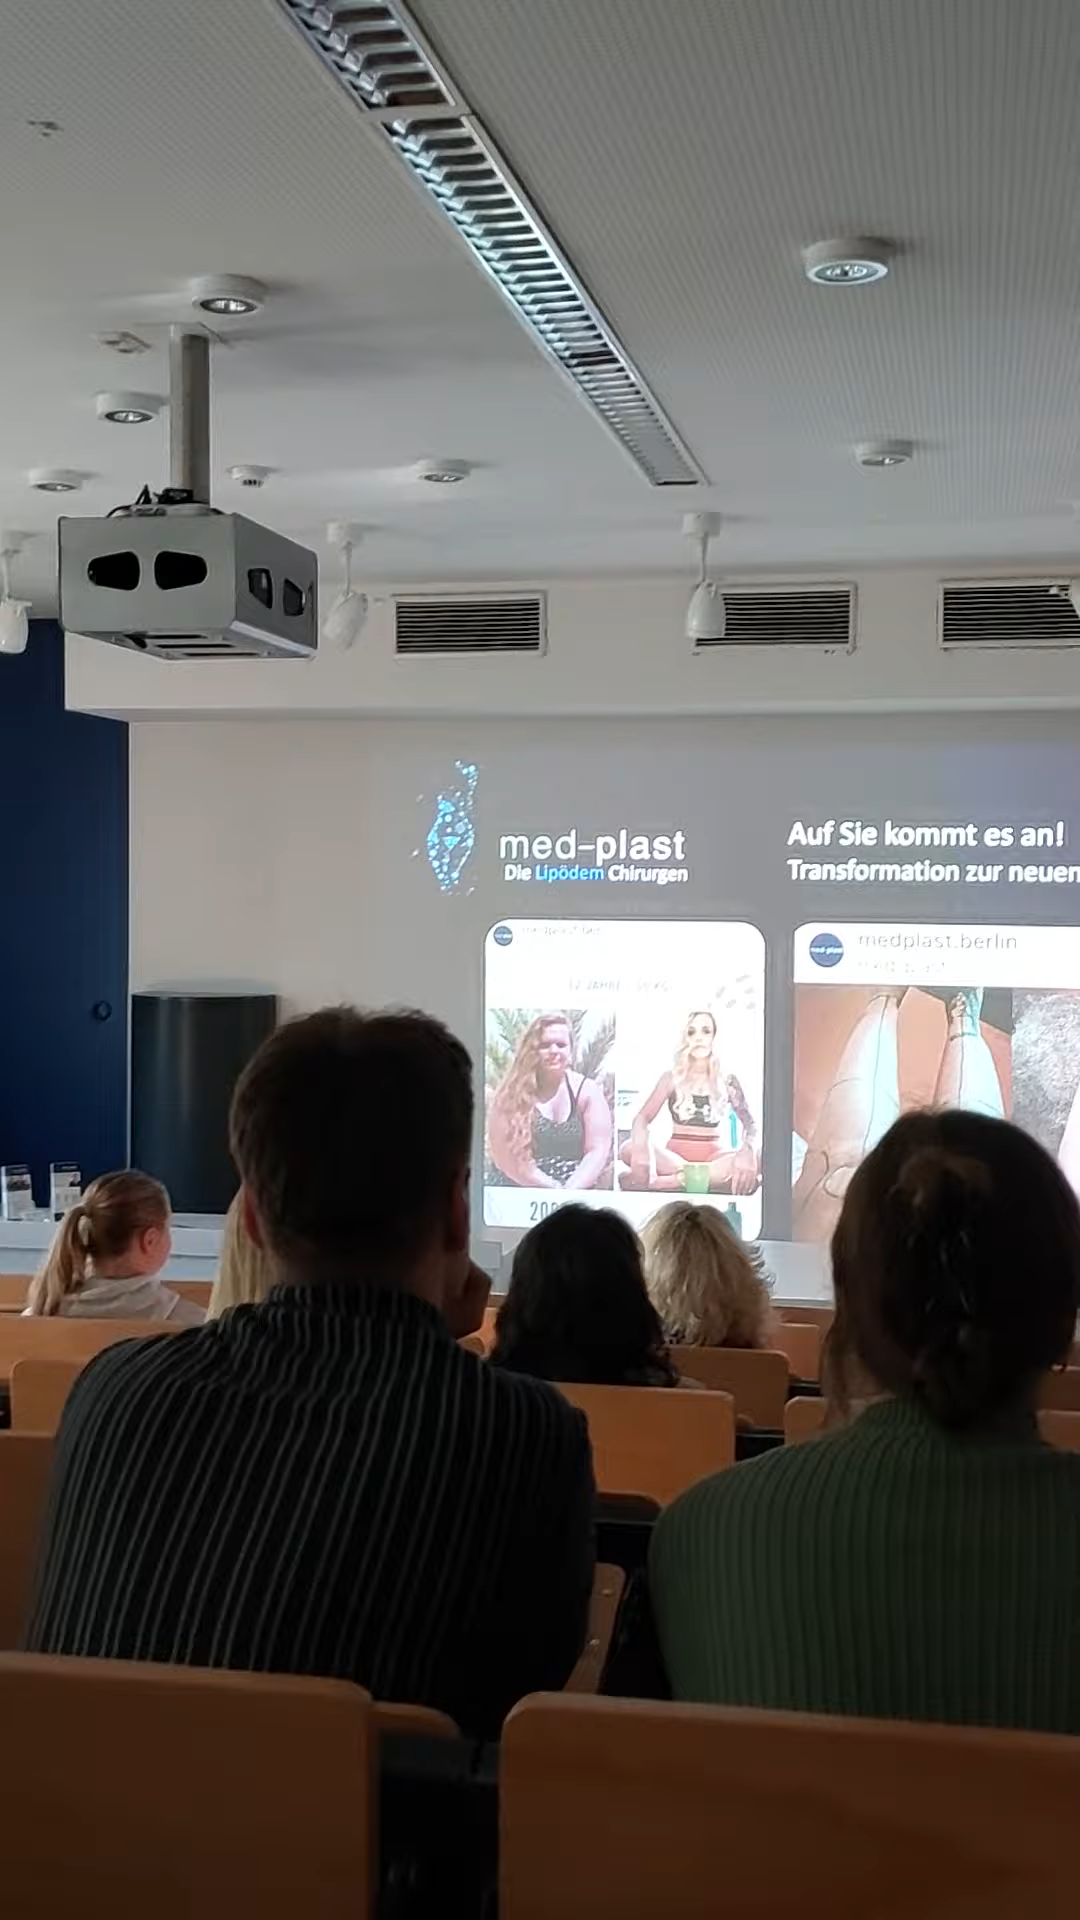 med-plast
Die Lipödem Chirurgen
Auf Sie kommt es an!
Transformation zur neuen
medplast.berlin